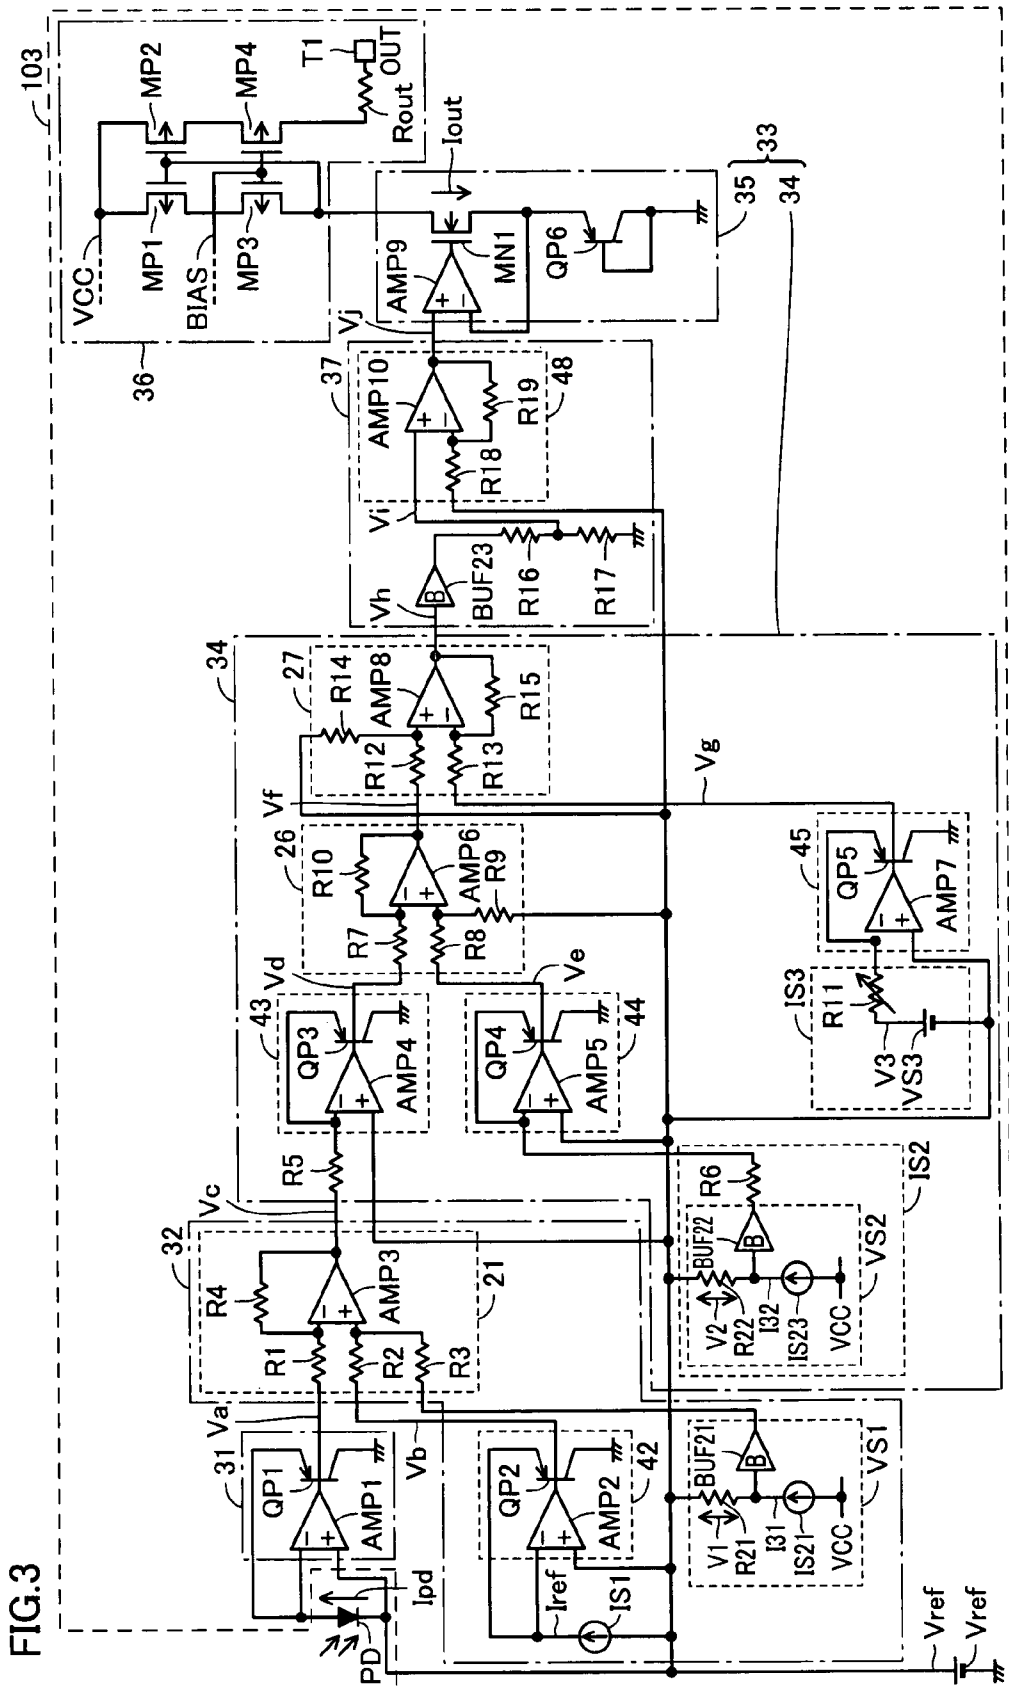 FIG.3
103
36
VCC
MP1
MP2
BIAS
MP3
MP4
T1
OUT
Rout
Iout
33
35
34
AMP9
+
−
MN1
QP6
Vj
37
AMP10
+
−
R18
R19
48
Vi
Vh
B
BUF23
R16
R17
34
27
R14
AMP8
R12
+
−
R13
R15
Vf
Vg
26
R10
R7
−
+
AMP6
R8
R9
Vd
Ve
43
QP3
−
+
AMP4
QP4
−
+
AMP5
44
45
QP5
−
+
AMP7
IS3
R11
V3
VS3
R5
Vc
R6
IS2
BUF22
B
V2
R22
I32
IS23
VCC
VS2
32
R4
−
+
AMP3
R1
R2
R3
21
Va
Vb
31
QP1
−
+
AMP1
QP2
−
+
AMP2
42
BUF21
B
V1
R21
I31
IS21
VCC
VS1
Ipd
PD
Iref
IS1
Vref
Vref